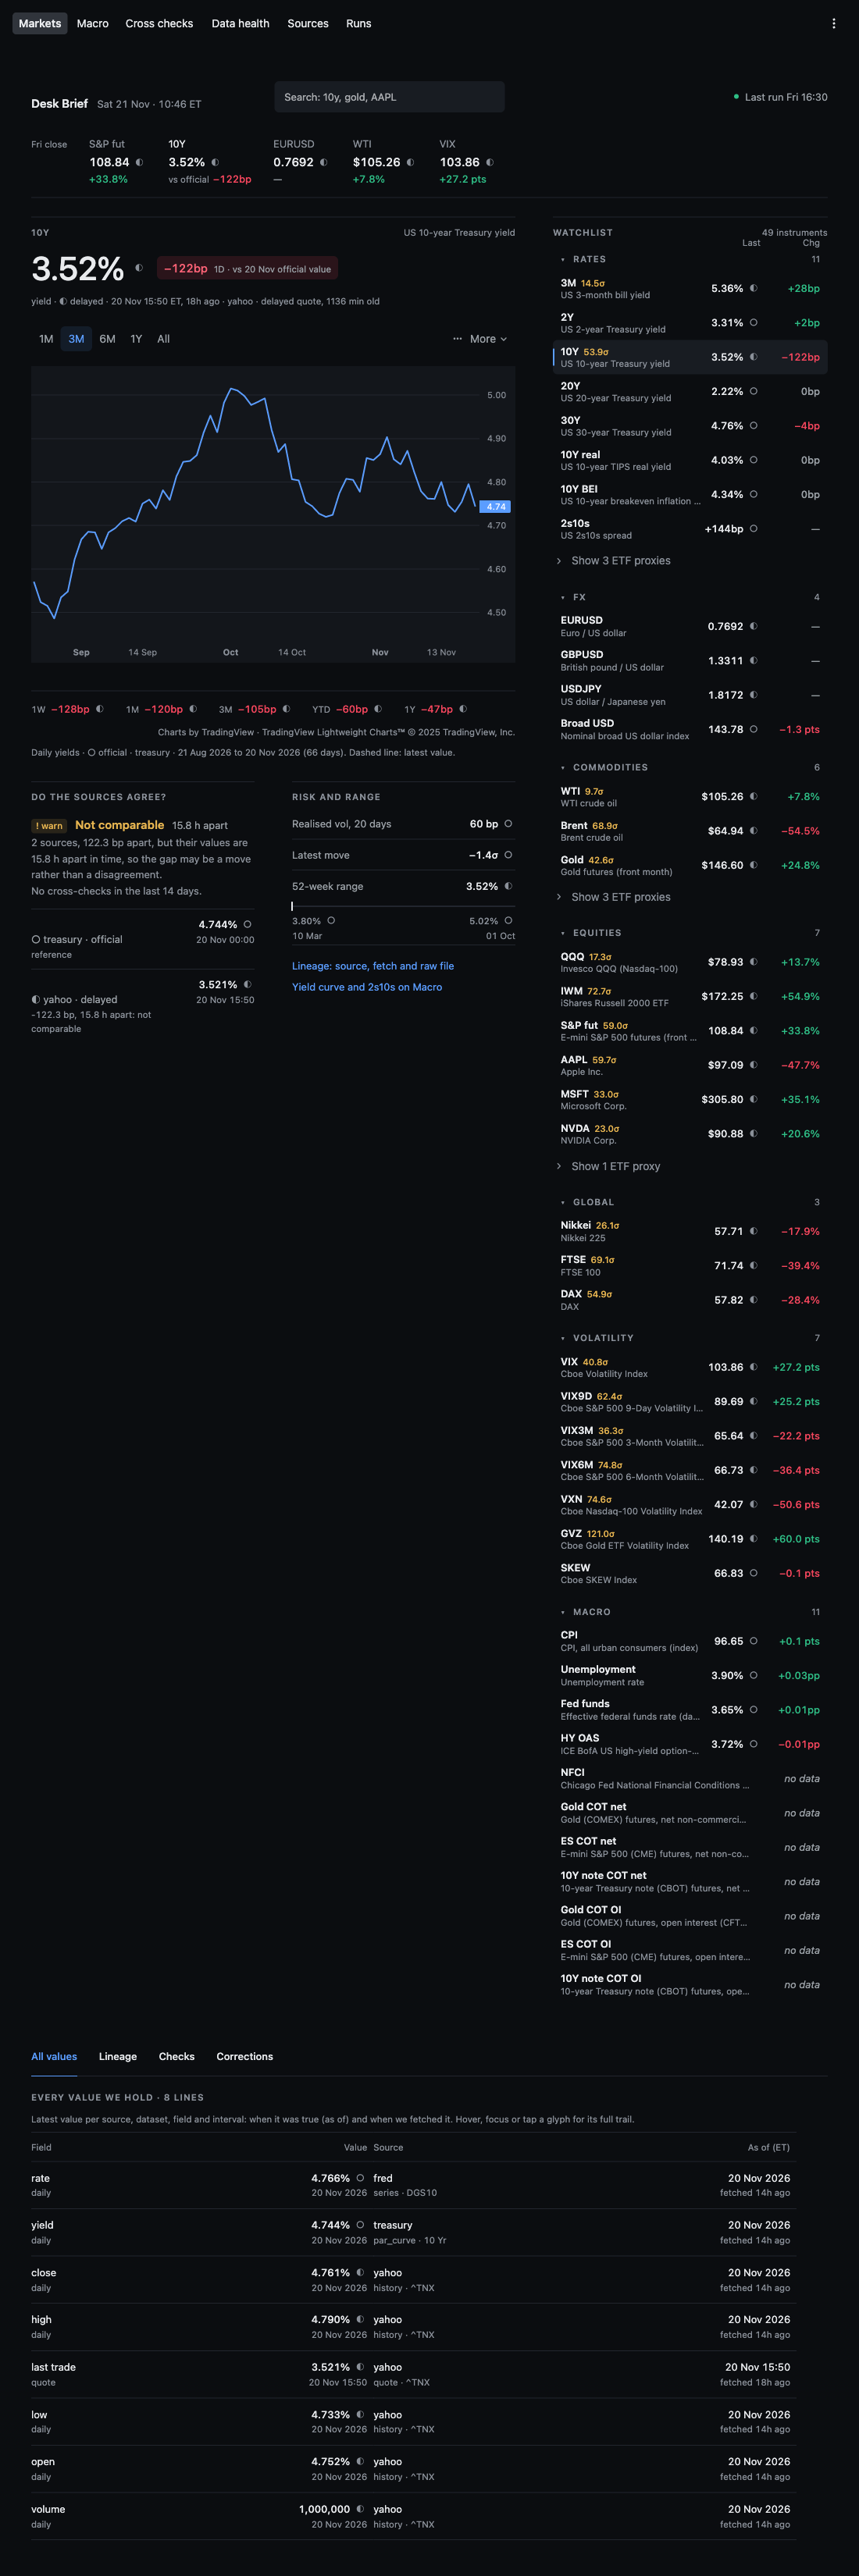 Markets Macro Cross checks Data health Sources Runs
Desk Brief Sat 21 Nov · 10:46 ET
Search: 10y, gold, AAPL
Last run Fri 16:30
Fri close
S&P fut
108.84
+33.8%
10Y
3.52%
vs official −122bp
EURUSD
0.7692
—
WTI
$105.26
+7.8%
VIX
103.86
+27.2 pts
10Y US 10-year Treasury yield
3.52% −122bp 1D · vs 20 Nov official value
yield · ◐ delayed · 20 Nov 15:50 ET, 18h ago · yahoo · delayed quote, 1136 min old
1M 3M 6M 1Y All ··· More
5.00
4.90
4.80
4.74
4.70
4.60
4.50
Sep 14 Sep Oct 14 Oct Nov 13 Nov
1W −128bp 1M −120bp 3M −105bp YTD −60bp 1Y −47bp
Charts by TradingView · TradingView Lightweight Charts™ © 2025 TradingView, Inc.
Daily yields · ○ official · treasury · 21 Aug 2026 to 20 Nov 2026 (66 days). Dashed line: latest value.
DO THE SOURCES AGREE?
! warn Not comparable 15.8 h apart
2 sources, 122.3 bp apart, but their values are
15.8 h apart in time, so the gap may be a move
rather than a disagreement.
No cross-checks in the last 14 days.
4.744%
○ treasury · official 20 Nov 00:00
reference
3.521%
◐ yahoo · delayed 20 Nov 15:50
-122.3 bp, 15.8 h apart: not
comparable
RISK AND RANGE
Realised vol, 20 days 60 bp
Latest move −1.4σ
52-week range 3.52%
3.80% 5.02%
10 Mar 01 Oct
Lineage: source, fetch and raw file
Yield curve and 2s10s on Macro
WATCHLIST 49 instruments
Last Chg
RATES 11
3M 14.5σ
US 3-month bill yield
5.36% +28bp
2Y
US 2-year Treasury yield
3.31% +2bp
10Y 53.9σ
US 10-year Treasury yield
3.52% −122bp
20Y
US 20-year Treasury yield
2.22% 0bp
30Y
US 30-year Treasury yield
4.76% −4bp
10Y real
US 10-year TIPS real yield
4.03% 0bp
10Y BEI
US 10-year breakeven inflation ...
4.34% 0bp
2s10s
US 2s10s spread
+144bp —
Show 3 ETF proxies
FX 4
EURUSD
Euro / US dollar
0.7692 —
GBPUSD
British pound / US dollar
1.3311 —
USDJPY
US dollar / Japanese yen
1.8172 —
Broad USD
Nominal broad US dollar index
143.78 −1.3 pts
COMMODITIES 6
WTI 9.7σ
WTI crude oil
$105.26 +7.8%
Brent 68.9σ
Brent crude oil
$64.94 −54.5%
Gold 42.6σ
Gold futures (front month)
$146.60 +24.8%
Show 3 ETF proxies
EQUITIES 7
QQQ 17.3σ
Invesco QQQ (Nasdaq-100)
$78.93 +13.7%
IWM 72.7σ
iShares Russell 2000 ETF
$172.25 +54.9%
S&P fut 59.0σ
E-mini S&P 500 futures (front ...
108.84 +33.8%
AAPL 59.7σ
Apple Inc.
$97.09 −47.7%
MSFT 33.0σ
Microsoft Corp.
$305.80 +35.1%
NVDA 23.0σ
NVIDIA Corp.
$90.88 +20.6%
Show 1 ETF proxy
GLOBAL 3
Nikkei 26.1σ
Nikkei 225
57.71 −17.9%
FTSE 69.1σ
FTSE 100
71.74 −39.4%
DAX 54.9σ
DAX
57.82 −28.4%
VOLATILITY 7
VIX 40.8σ
Cboe Volatility Index
103.86 +27.2 pts
VIX9D 62.4σ
Cboe S&P 500 9-Day Volatility I...
89.69 +25.2 pts
VIX3M 36.3σ
Cboe S&P 500 3-Month Volatilit...
65.64 −22.2 pts
VIX6M 74.8σ
Cboe S&P 500 6-Month Volatilit...
66.73 −36.4 pts
VXN 74.6σ
Cboe Nasdaq-100 Volatility Index
42.07 −50.6 pts
GVZ 121.0σ
Cboe Gold ETF Volatility Index
140.19 +60.0 pts
SKEW
Cboe SKEW Index
66.83 −0.1 pts
MACRO 11
CPI
CPI, all urban consumers (index)
96.65 +0.1 pts
Unemployment
Unemployment rate
3.90% +0.03pp
Fed funds
Effective federal funds rate (da...
3.65% +0.01pp
HY OAS
ICE BofA US high-yield option-...
3.72% −0.01pp
NFCI
Chicago Fed National Financial Conditions ...
no data
Gold COT net
Gold (COMEX) futures, net non-commerci...
no data
ES COT net
E-mini S&P 500 (CME) futures, net non-co...
no data
10Y note COT net
10-year Treasury note (CBOT) futures, net ...
no data
Gold COT OI
Gold (COMEX) futures, open interest (CFT...
no data
ES COT OI
E-mini S&P 500 (CME) futures, open intere...
no data
10Y note COT OI
10-year Treasury note (CBOT) futures, ope...
no data
All values Lineage Checks Corrections
EVERY VALUE WE HOLD · 8 LINES
Latest value per source, dataset, field and interval: when it was true (as of) and when we fetched it. Hover, focus or tap a glyph for its full trail.
Field Value Source As of (ET)
rate 4.766% fred 20 Nov 2026
daily 20 Nov 2026 series · DGS10 fetched 14h ago
yield 4.744% treasury 20 Nov 2026
daily 20 Nov 2026 par_curve · 10 Yr fetched 14h ago
close 4.761% yahoo 20 Nov 2026
daily 20 Nov 2026 history · ^TNX fetched 14h ago
high 4.790% yahoo 20 Nov 2026
daily 20 Nov 2026 history · ^TNX fetched 14h ago
last trade 3.521% yahoo 20 Nov 15:50
quote 20 Nov 15:50 quote · ^TNX fetched 18h ago
low 4.733% yahoo 20 Nov 2026
daily 20 Nov 2026 history · ^TNX fetched 14h ago
open 4.752% yahoo 20 Nov 2026
daily 20 Nov 2026 history · ^TNX fetched 14h ago
volume 1,000,000 yahoo 20 Nov 2026
daily 20 Nov 2026 history · ^TNX fetched 14h ago